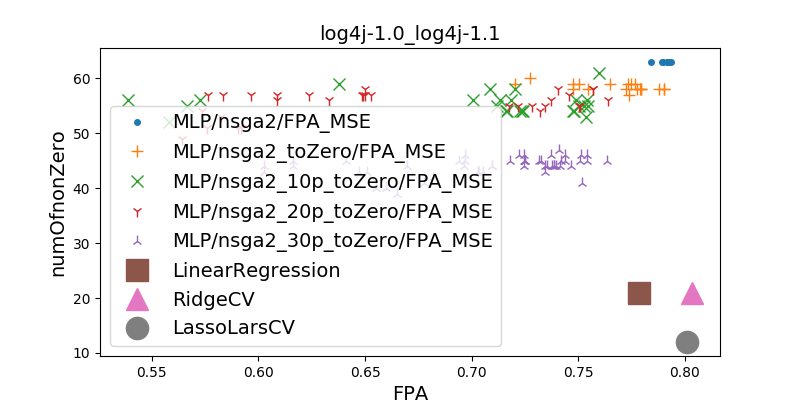 log4j-1.0_log4j-1.1
numOfnonZero
60
50
40
30
20
10
MLP/nsga2/FPA_MSE
MLP/nsga2_toZero/FPA_MSE
MLP/nsga2_10p_toZero/FPA_MSE
MLP/nsga2_20p_toZero/FPA_MSE
MLP/nsga2_30p_toZero/FPA_MSE
LinearRegression
RidgeCV
LassoLarsCV
0.55 0.60 0.65 0.70 0.75 0.80
FPA